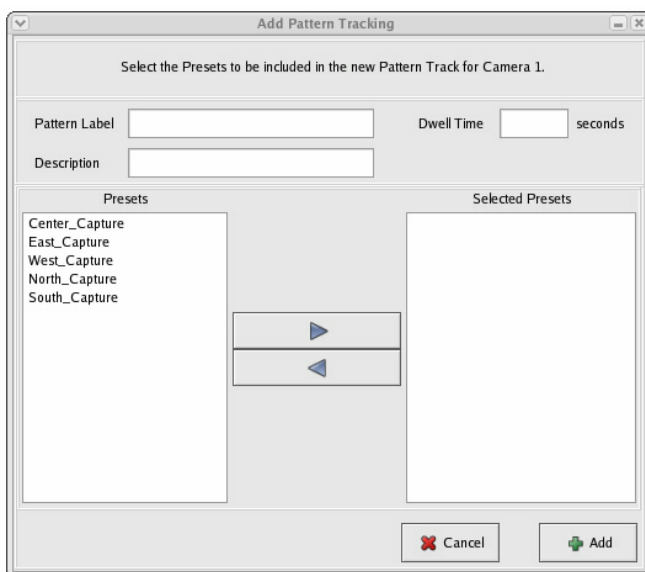 Add Pattern Tracking
Select the Presets to be included in the new Pattern Track for Camera 1.
Pattern Label
Dwell Time
seconds
Description
Presets
Selected Presets
Center_Capture
East_Capture
West_Capture
North_Capture
South_Capture
Cancel
Add